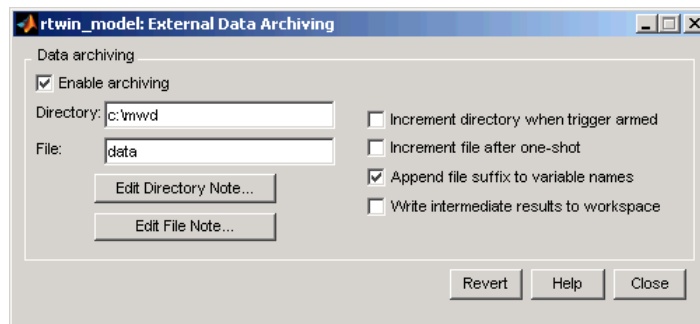 rtwin_model: External Data Archiving
Data archiving
Enable archiving
Directory: c:\mwd
File: data
Edit Directory Note...
Edit File Note...
Increment directory when trigger armed
Increment file after one-shot
Append file suffix to variable names
Write intermediate results to workspace
Revert Help Close